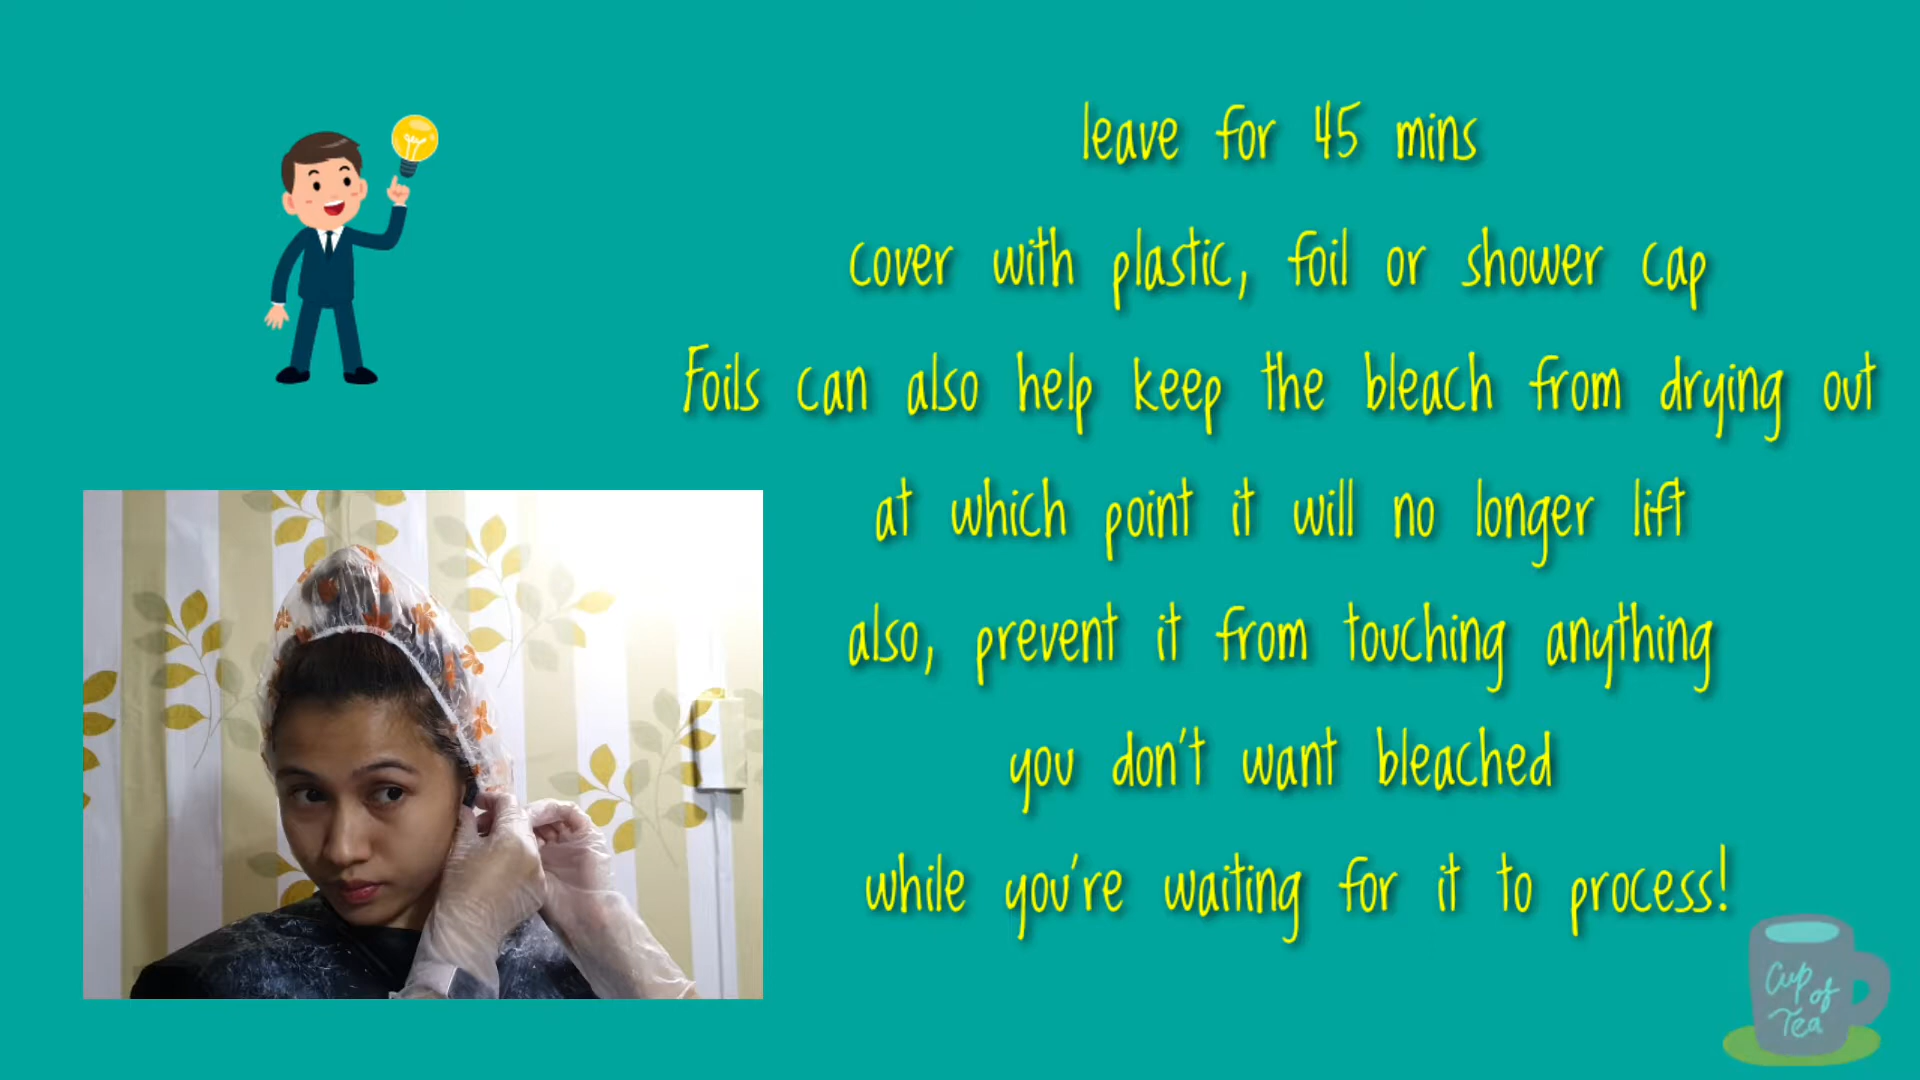 leave for 45 mins
cover with plastic, foil or shower cap
Foils can also help keep the bleach from drying out
at which point it will no longer lift
also, prevent it from touching anything
you don't want bleached
while you're waiting for it to process!
Cup
of
Tea